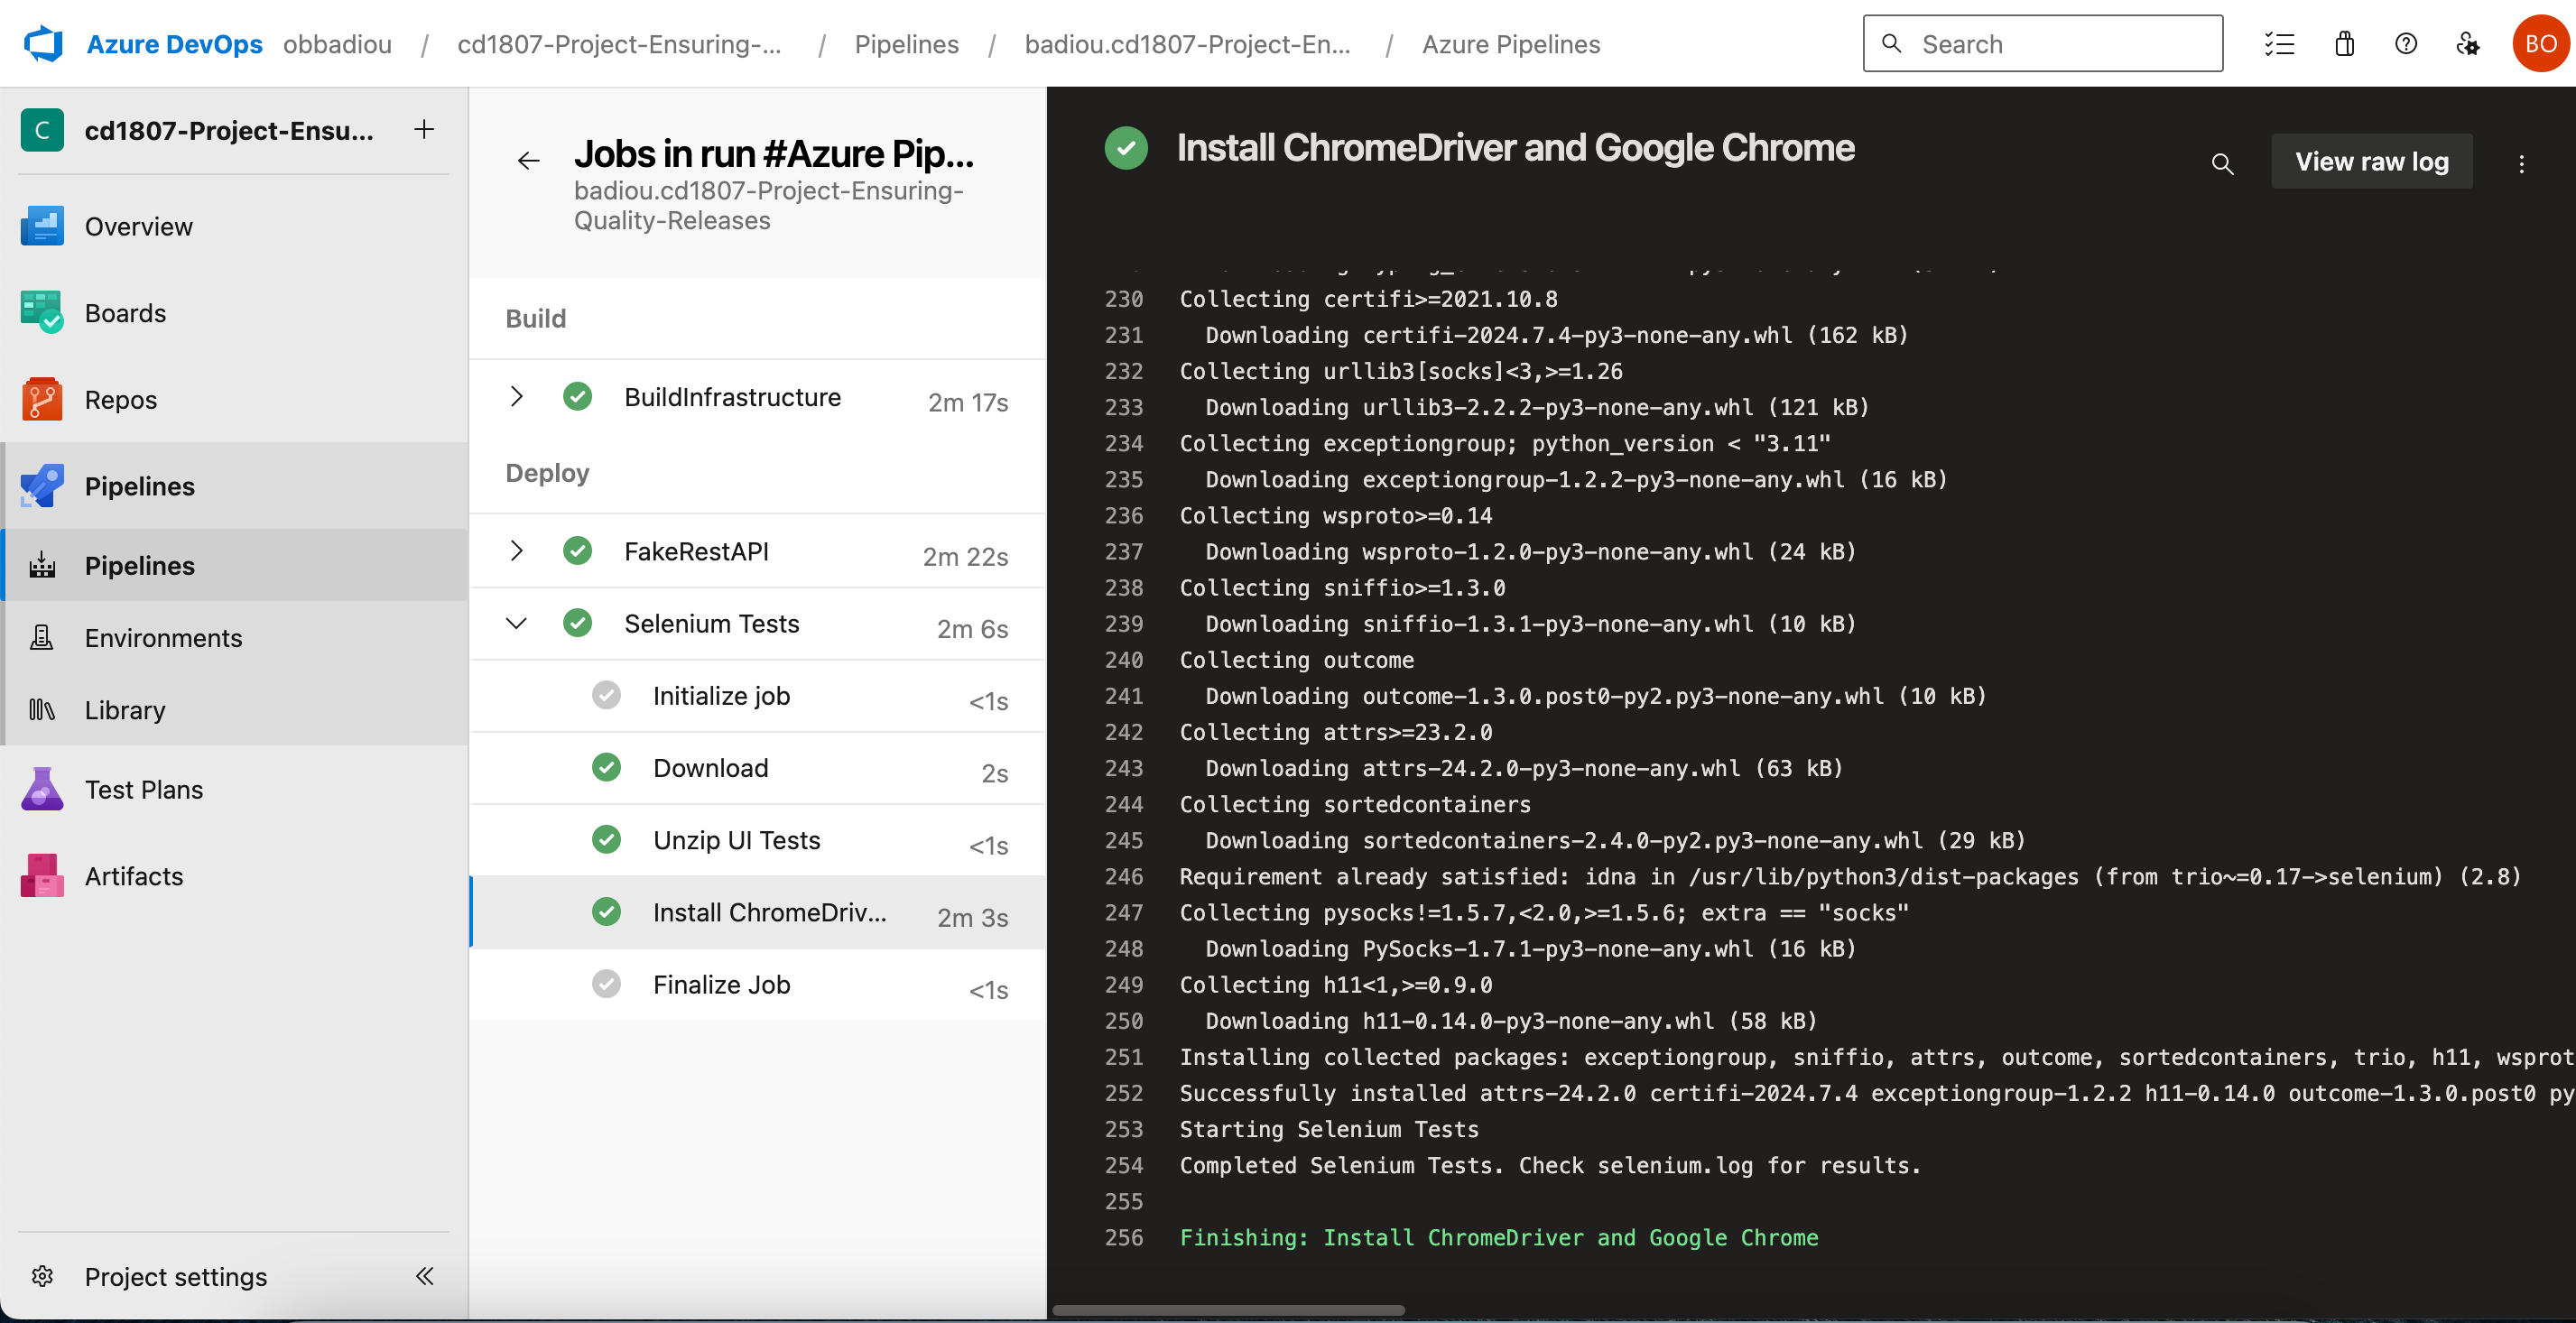 Azure DevOps obbadiou / cd1807-Project-Ensuring-... / Pipelines / badiou.cd1807-Project-En... / Azure Pipelines
Search
BO
C cd1807-Project-Ensu... +
Overview
Boards
Repos
Pipelines
Pipelines
Environments
Library
Test Plans
Artifacts
Project settings
Jobs in run #Azure Pip...
badiou.cd1807-Project-Ensuring-
Quality-Releases
Build
BuildInfrastructure 2m 17s
Deploy
FakeRestAPI 2m 22s
Selenium Tests 2m 6s
Initialize job <1s
Download 2s
Unzip UI Tests <1s
Install ChromeDriv... 2m 3s
Finalize Job <1s
Install ChromeDriver and Google Chrome
View raw log
230 Collecting certifi>=2021.10.8
231 Downloading certifi-2024.7.4-py3-none-any.whl (162 kB)
232 Collecting urllib3[socks]<3,>=1.26
233 Downloading urllib3-2.2.2-py3-none-any.whl (121 kB)
234 Collecting exceptiongroup; python_version < "3.11"
235 Downloading exceptiongroup-1.2.2-py3-none-any.whl (16 kB)
236 Collecting wsproto>=0.14
237 Downloading wsproto-1.2.0-py3-none-any.whl (24 kB)
238 Collecting sniffio>=1.3.0
239 Downloading sniffio-1.3.1-py3-none-any.whl (10 kB)
240 Collecting outcome
241 Downloading outcome-1.3.0.post0-py2.py3-none-any.whl (10 kB)
242 Collecting attrs>=23.2.0
243 Downloading attrs-24.2.0-py3-none-any.whl (63 kB)
244 Collecting sortedcontainers
245 Downloading sortedcontainers-2.4.0-py2.py3-none-any.whl (29 kB)
246 Requirement already satisfied: idna in /usr/lib/python3/dist-packages (from trio~=0.17->selenium) (2.8)
247 Collecting pysocks!=1.5.7,<2.0,>=1.5.6; extra == "socks"
248 Downloading PySocks-1.7.1-py3-none-any.whl (16 kB)
249 Collecting h11<1,>=0.9.0
250 Downloading h11-0.14.0-py3-none-any.whl (58 kB)
251 Installing collected packages: exceptiongroup, sniffio, attrs, outcome, sortedcontainers, trio, h11, wsprot
252 Successfully installed attrs-24.2.0 certifi-2024.7.4 exceptiongroup-1.2.2 h11-0.14.0 outcome-1.3.0.post0 py
253 Starting Selenium Tests
254 Completed Selenium Tests. Check selenium.log for results.
255
256 Finishing: Install ChromeDriver and Google Chrome